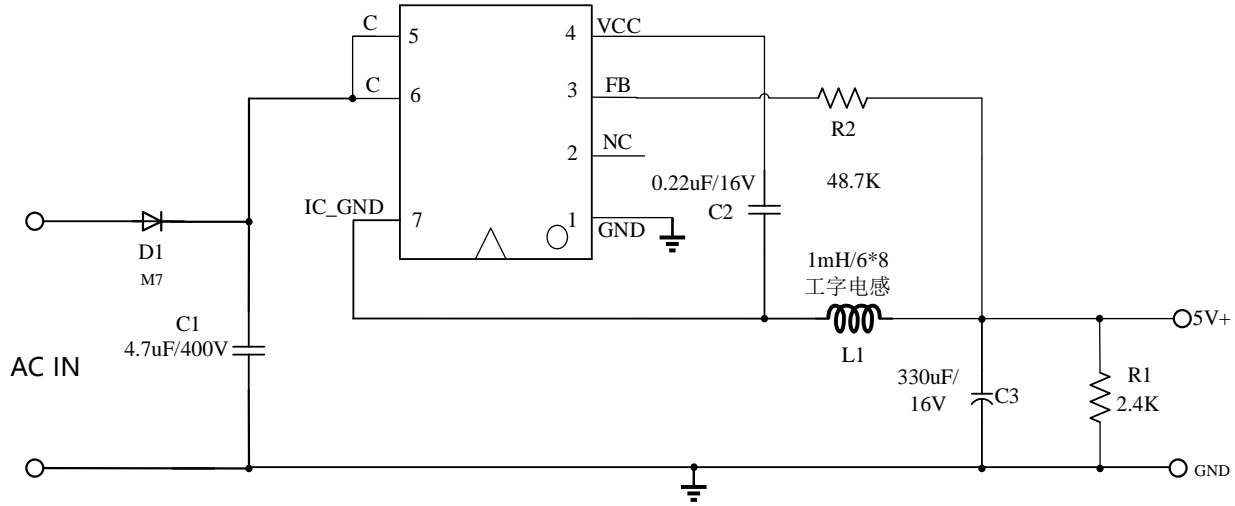 C
5
4
VCC
C
6
3
FB
R2
2
NC
48.7K
0.22uF/16V
C2
IC_GND
7
1
GND
D1
M7
1mH/6*8
工字电感
L1
5V+
C1
4.7uF/400V
AC IN
330uF/
16V
C3
R1
2.4K
GND